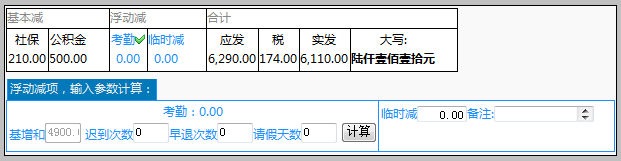 基本减 浮动减 合计
社保 公积金 考勤 临时减 应发 税 实发 大写:
210.00 500.00 0.00 0.00 6,290.00 174.00 6,110.00 陆仟壹佰壹拾元
浮动减项，输入参数计算：
考勤：0.00
临时减 0.00 备注:
基增和 4900. 迟到次数 0 早退次数 0 请假天数 0 计算